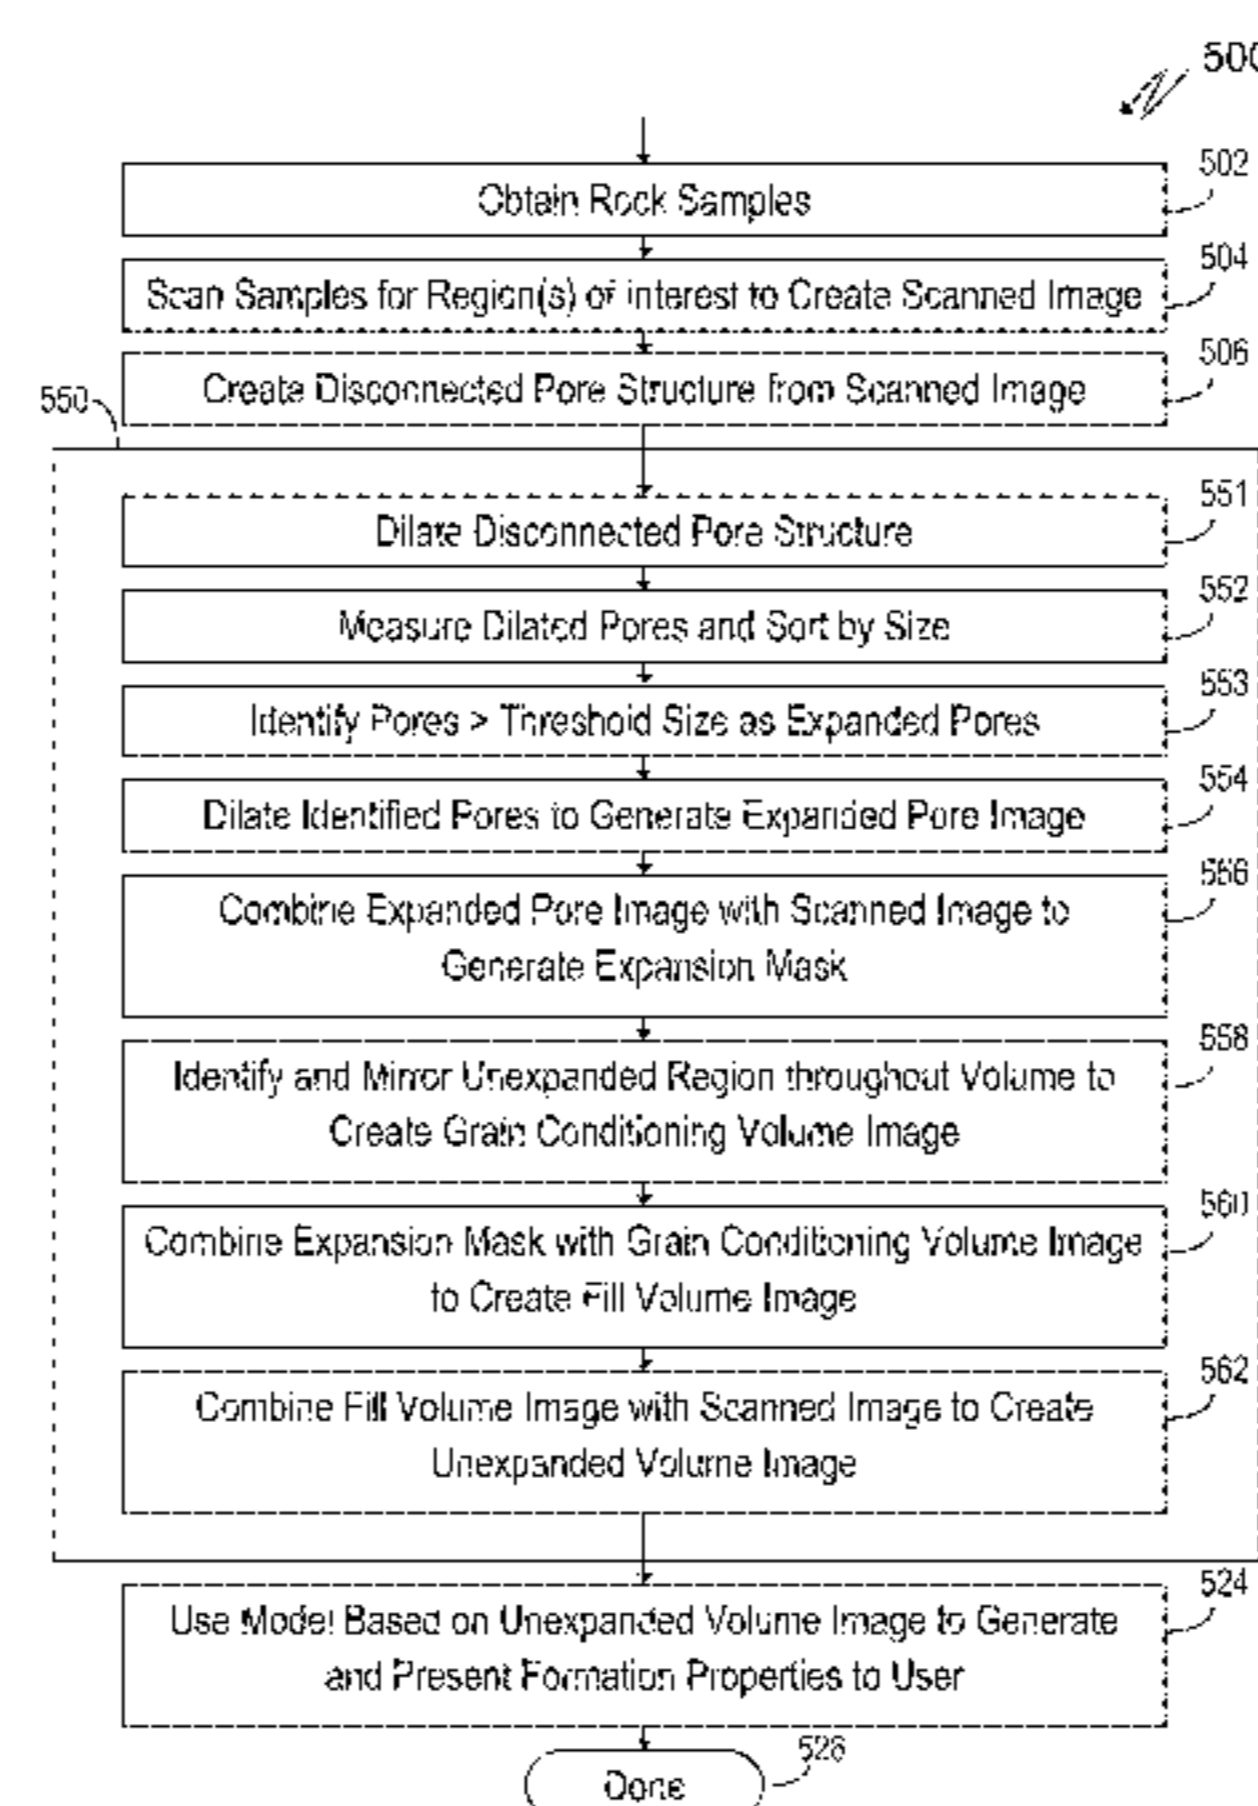 500
502
Obtain Rock Samples
504
Scan Samples for Region(s) of interest to Create Scanned Image
506
Create Disconnected Pore Structure from Scanned Image
550
551
Dilate Disconnected Pore Structure
552
Measure Dilated Pores and Sort by Size
553
Identify Pores > Threshold Size as Expanded Pores
554
Dilate Identified Pores to Generate Expanded Pore Image
556
Combine Expanded Pore Image with Scanned Image to
Generate Expansion Mask
558
Identify and Mirror Unexpanded Region throughout Volume to
Create Grain Conditioning Volume Image
560
Combine Expansion Mask with Grain Conditioning Volume Image
to Create Fill Volume Image
562
Combine Fill Volume Image with Scanned Image to Create
Unexpanded Volume Image
524
Use Model Based on Unexpanded Volume Image to Generate
and Present Formation Properties to User
526
Done